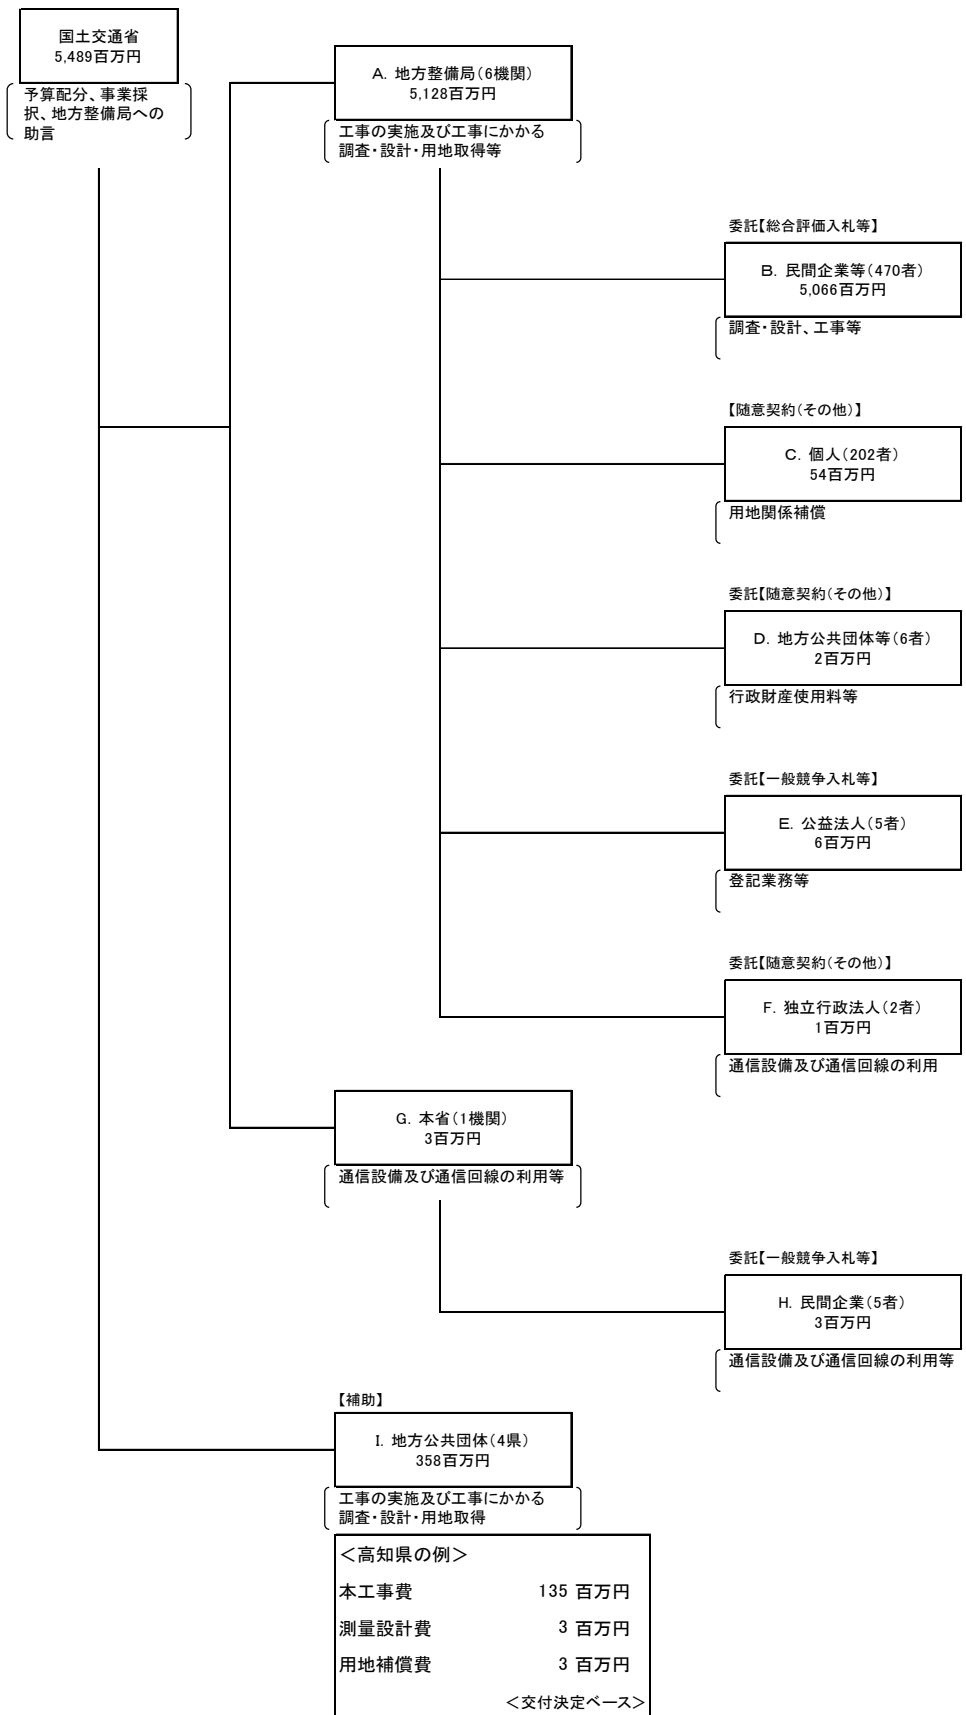 国土交通省
5,489百万円
予算配分、事業採
択、地方整備局への
助言
A. 地方整備局(6機関)
5,128百万円
工事の実施及び工事にかかる
調査・設計・用地取得等
委託【総合評価入札等】
B. 民間企業等(470者)
5,066百万円
調査・設計、工事等
【随意契約(その他)】
C. 個人(202者)
54百万円
用地関係補償
委託【随意契約(その他)】
D. 地方公共団体等(6者)
2百万円
行政財産使用料等
委託【一般競争入札等】
E. 公益法人(5者)
6百万円
登記業務等
委託【随意契約(その他)】
F. 独立行政法人(2者)
1百万円
通信設備及び通信回線の利用
G. 本省(1機関)
3百万円
通信設備及び通信回線の利用等
委託【一般競争入札等】
H. 民間企業(5者)
3百万円
通信設備及び通信回線の利用等
【補助】
I. 地方公共団体(4県)
358百万円
工事の実施及び工事にかかる
調査・設計・用地取得
＜高知県の例＞
本工事費 135 百万円
測量設計費 3 百万円
用地補償費 3 百万円
＜交付決定ベース＞